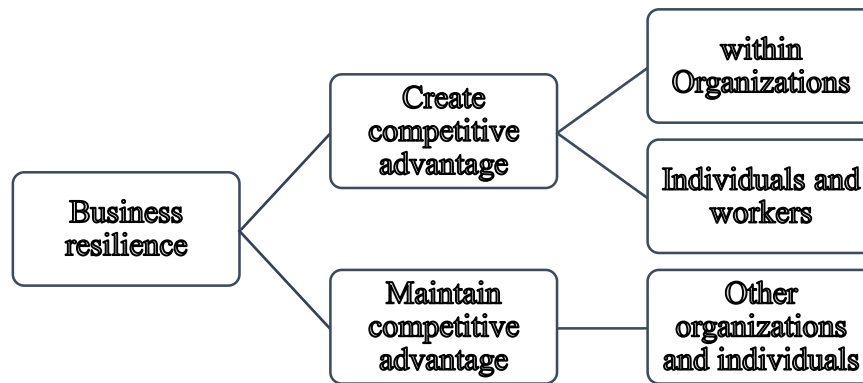 Business
resilience
Create
competitive
advantage
within
Organizations
Individuals and
workers
Maintain
competitive
advantage
Other
organizations
and individuals